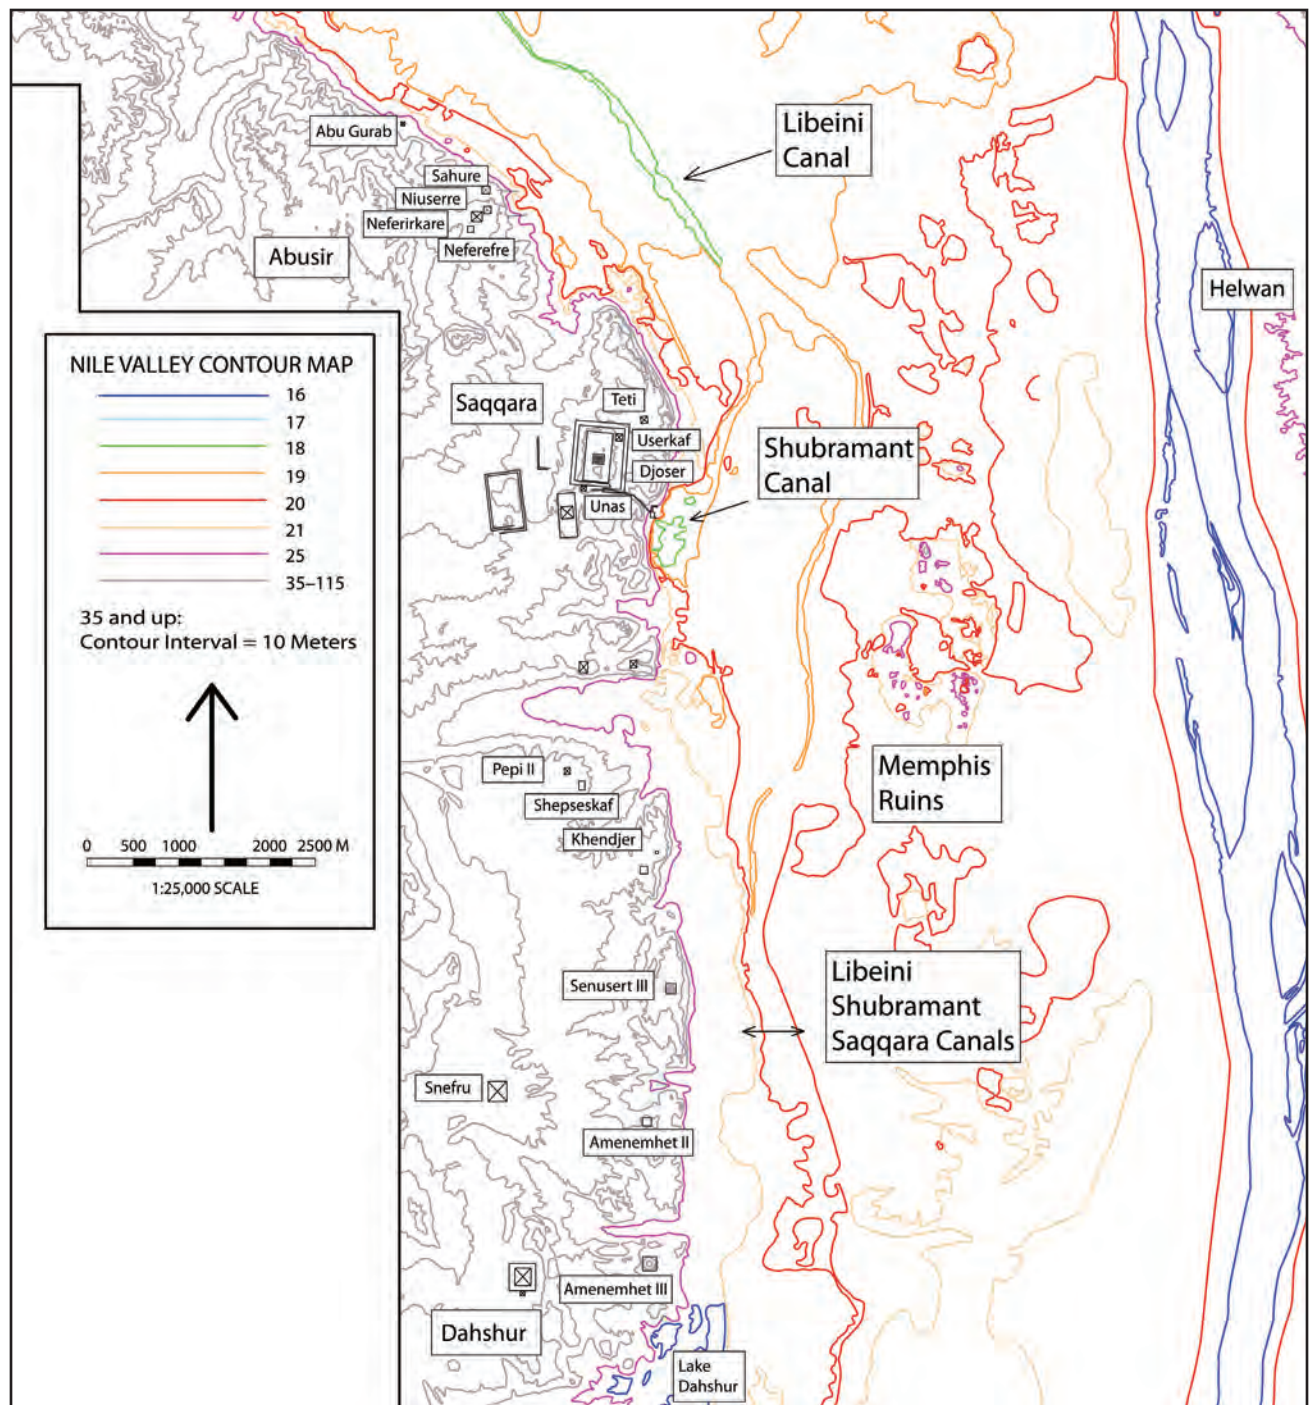 Libeini
Canal
Abu Gurab
Sahure
Niuserre
Neferirkare
Neferefre
Abusir
Helwan
NILE VALLEY CONTOUR MAP
16
17
18
19
20
21
25
35–115
35 and up:
Contour Interval = 10 Meters
0 500 1000 2000 2500 M
1:25,000 SCALE
Saqqara
Teti
Userkaf
Djoser
Unas
Shubramant
Canal
Pepi II
Shepseskaf
Khendjer
Memphis
Ruins
Senusert III
Libeini
Shubramant
Saqqara Canals
Snefru
Amenemhet II
Amenemhet III
Dahshur
Lake
Dahshur